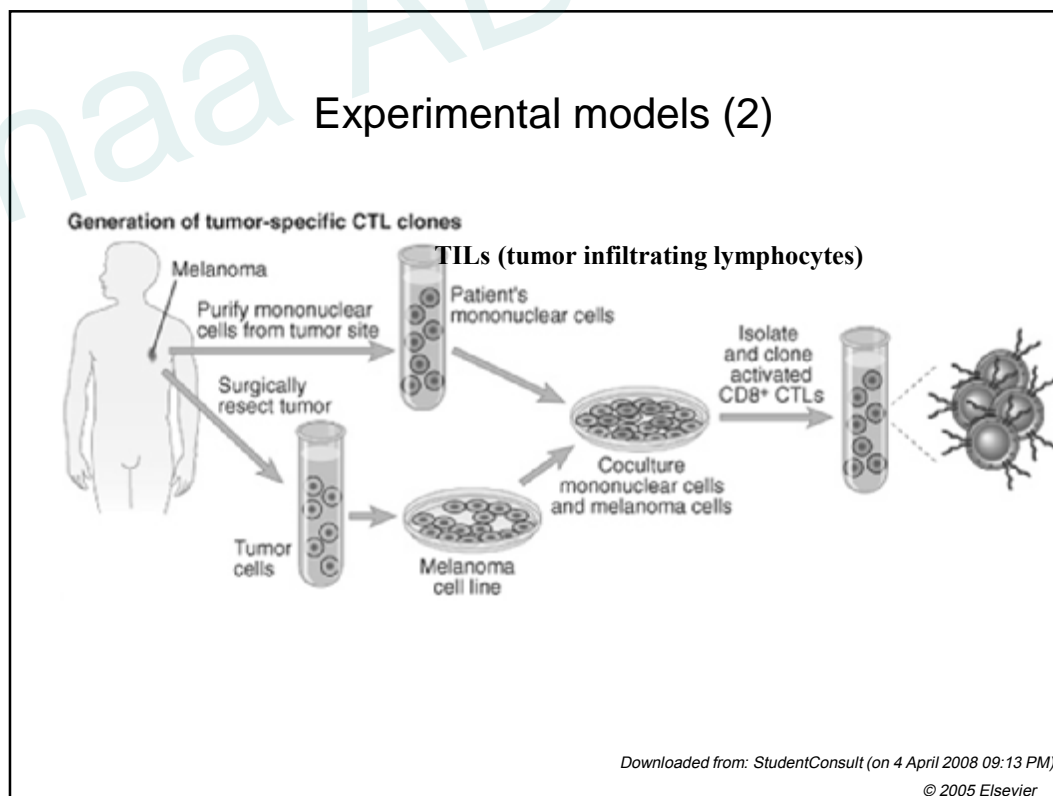 Experimental models (2)
Generation of tumor-specific CTL clones
TILs (tumor infiltrating lymphocytes)
Melanoma
Purify mononuclear
cells from tumor site
Patient's
mononuclear cells
Surgically
resect tumor
Isolate
and clone
activated
CD8⁺ CTLs
Coculture
mononuclear cells
and melanoma cells
Tumor
cells
Melanoma
cell line
Downloaded from: StudentConsult (on 4 April 2008 09:13 PM)
© 2005 Elsevier